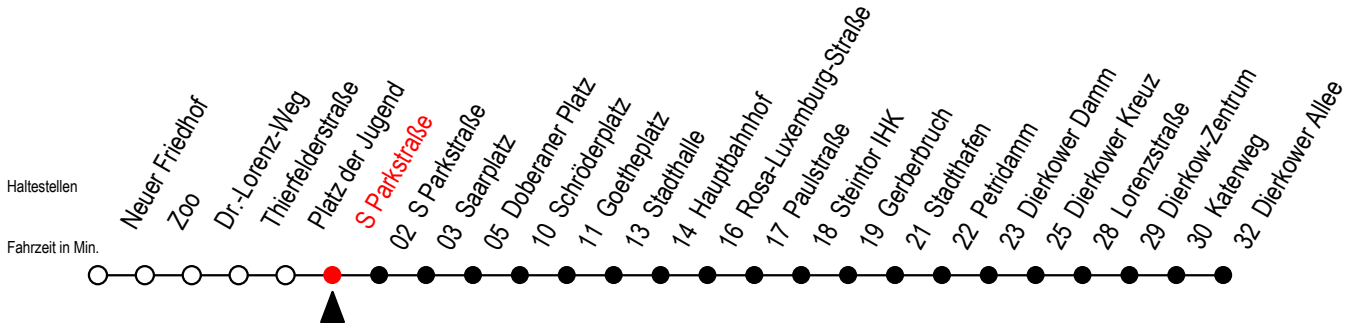 Haltestellen
Neuer Friedhof
Zoo
Dr.-Lorenz-Weg
Thierfelderstraße
Platz der Jugend
S Parkstraße
02 S Parkstraße
03 Saarplatz
05 Doberaner Platz
10 Schröderplatz
11 Goetheplatz
13 Stadthalle
14 Hauptbahnhof
16 Rosa-Luxemburg-Straße
17 Paulstraße
18 Steintor IHK
19 Gerberbruch
21 Stadthafen
22 Petridamm
23 Dierkower Damm
25 Dierkower Kreuz
28 Lorenzstraße
29 Dierkow-Zentrum
30 Katerweg
32 Dierkower Allee
Fahrzeit in Min.